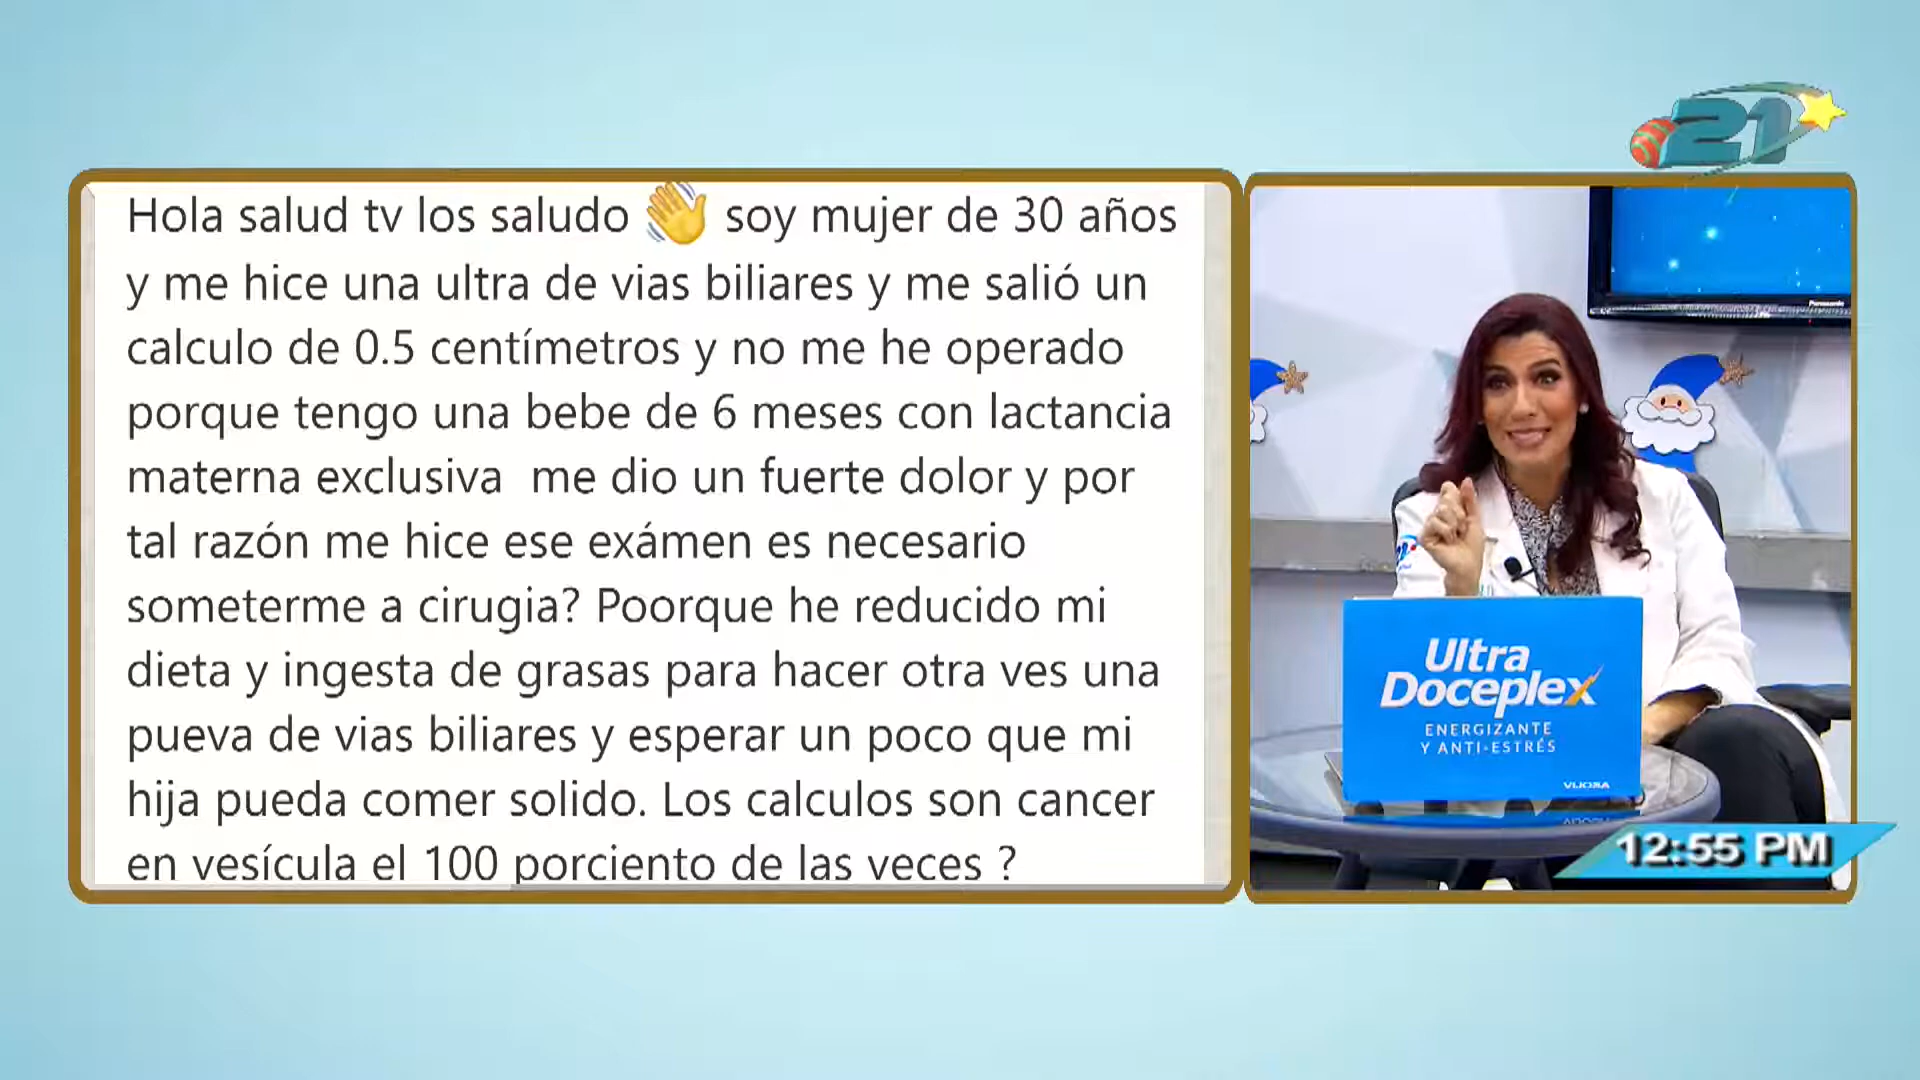 Hola salud tv los saludo 👋 soy mujer de 30 años
y me hice una ultra de vias biliares y me salió un
calculo de 0.5 centímetros y no me he operado
porque tengo una bebe de 6 meses con lactancia
materna exclusiva  me dio un fuerte dolor y por
tal razón me hice ese exámen es necesario
someterme a cirugia? Poorque he reducido mi
dieta y ingesta de grasas para hacer otra ves una
pueva de vias biliares y esperar un poco que mi
hija pueda comer solido. Los calculos son cancer
en vesícula el 100 porciento de las veces ?
21
Panasonic
Ultra
Doceplex
ENERGIZANTE
Y ANTI-ESTRÉS
VIJOSA
12:55 PM